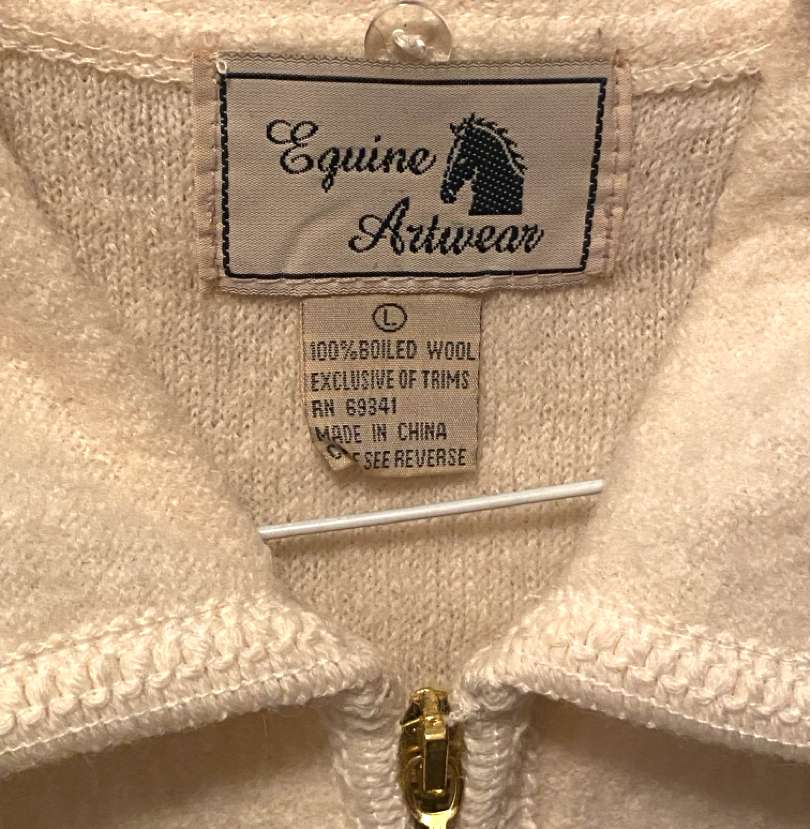 Equine
Artwear
L
100% BOILED WOOL
EXCLUSIVE OF TRIMS
RN 69341
MADE IN CHINA
SEE REVERSE